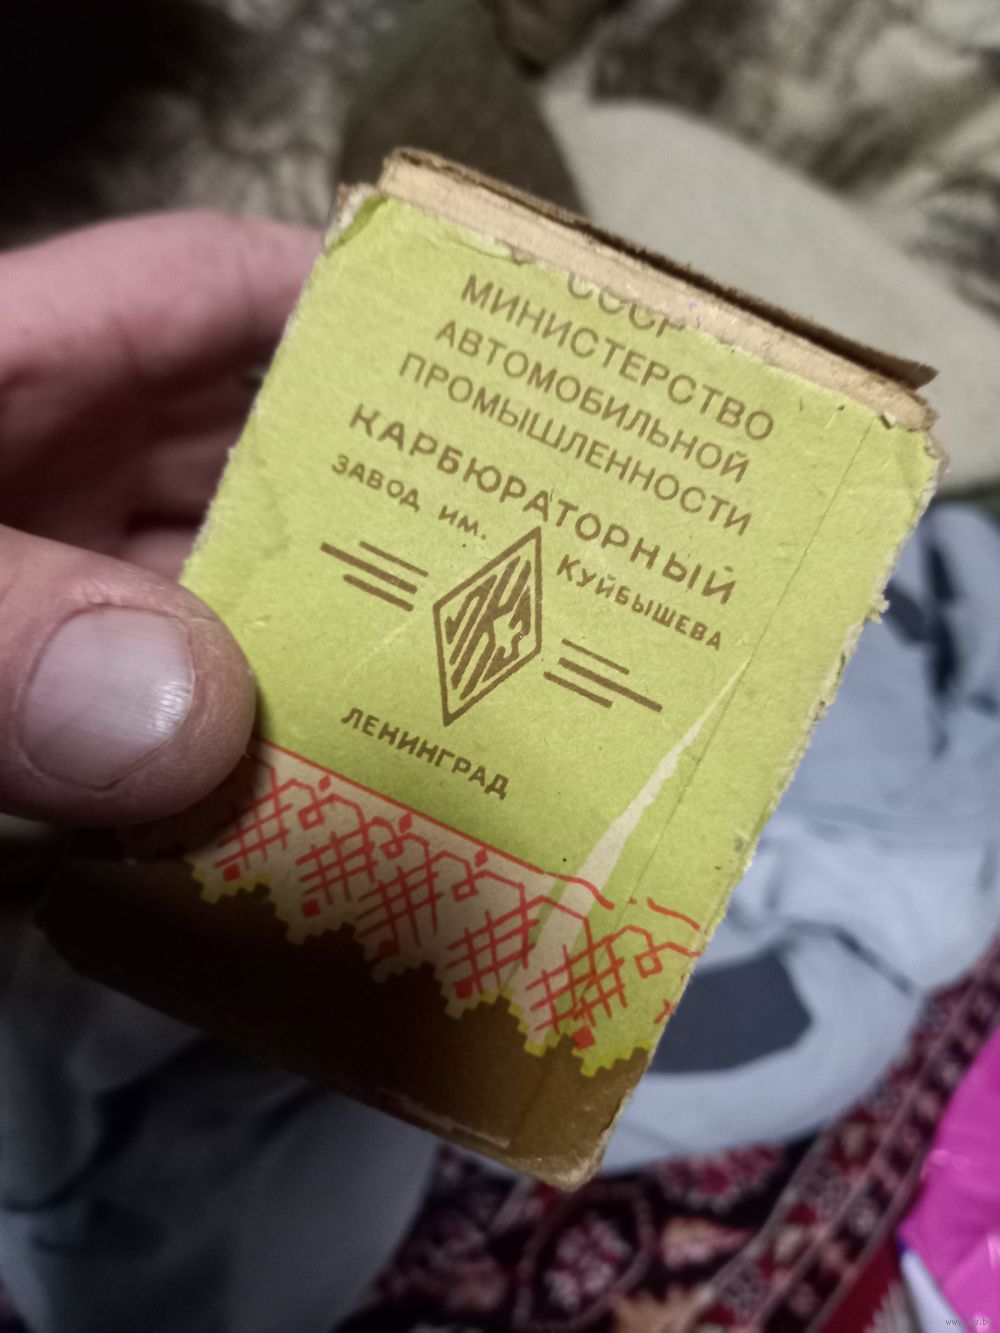 СССР
МИНИСТЕРСТВО
АВТОМОБИЛЬНОЙ
ПРОМЫШЛЕННОСТИ
КАРБЮРАТОРНЫЙ
ЗАВОД ИМ. КУЙБЫШЕВА
ЛКЗ
ЛЕНИНГРАД